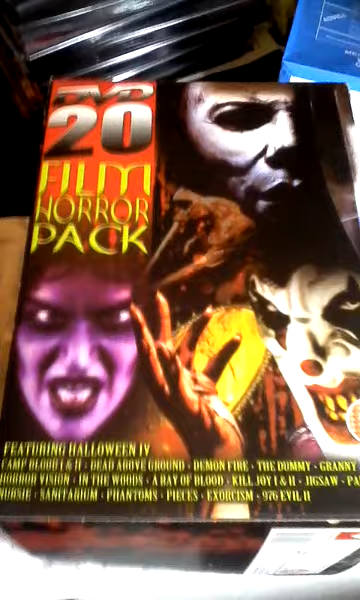 DVD
20
FILM
HORROR
PACK
FEATURING HALLOWEEN IV
CAMP BLOOD I & II · DEAD ABOVE GROUND · DEMON FIRE · THE DUMMY · GRANNY
HORROR VISION · IN THE WOODS · A RAY OF BLOOD · KILL JOY I & II · JIGSAW ·
SANITARIUM · PHANTOMS · PIECES · EXORCISM · 976 EVIL II